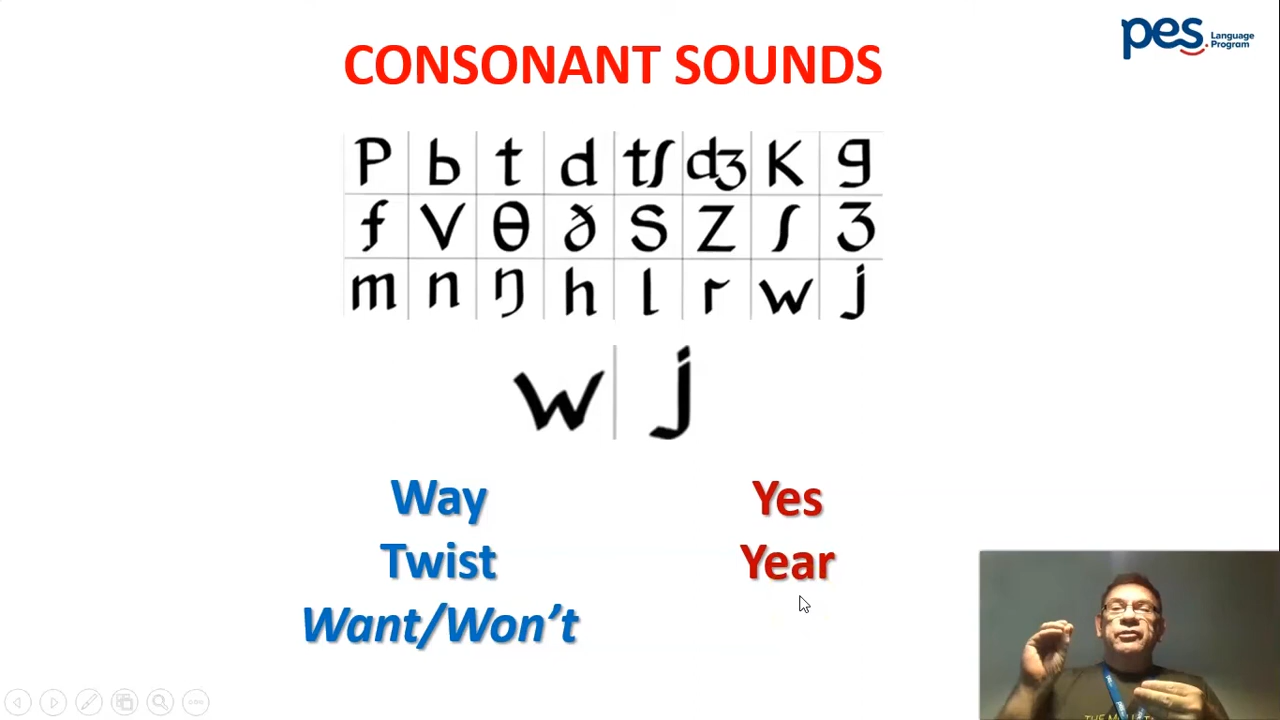 pes. Language
Program
CONSONANT SOUNDS
p b t d tʃ dʒ k g
f v θ ð s z ʃ ʒ
m n ŋ h l r w j
w j
Way Yes
Twist Year
Want/Won't